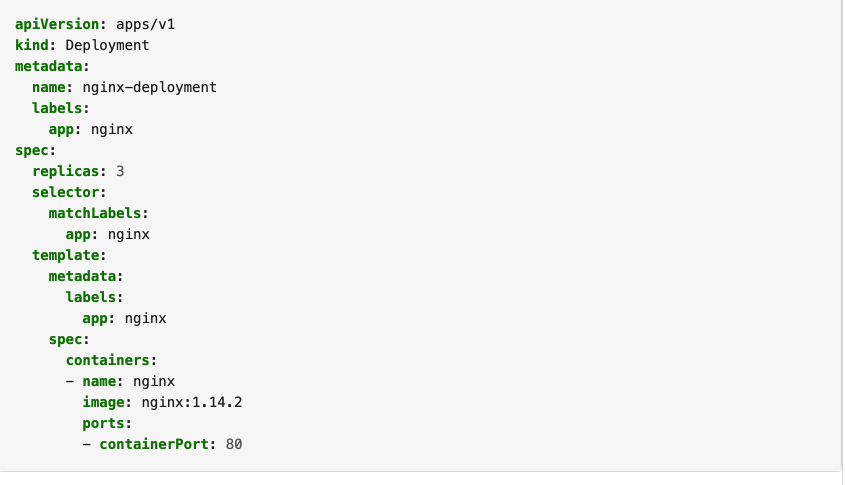 apiVersion: apps/v1
kind: Deployment
metadata:
  name: nginx-deployment
  labels:
    app: nginx
spec:
  replicas: 3
  selector:
    matchLabels:
      app: nginx
  template:
    metadata:
      labels:
        app: nginx
    spec:
      containers:
      - name: nginx
        image: nginx:1.14.2
        ports:
        - containerPort: 80